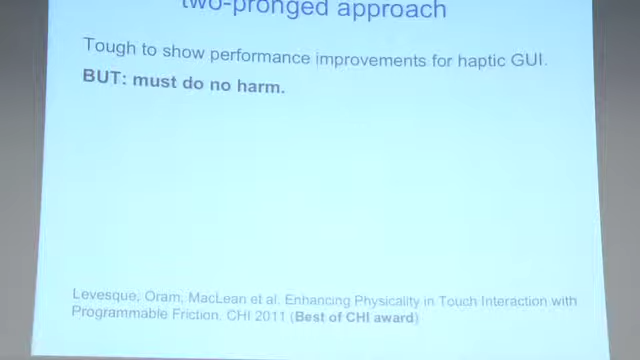 two-pronged approach
Tough to show performance improvements for haptic GUI.
BUT: must do no harm.
Levesque, Oram, MacLean et al. Enhancing Physicality in Touch Interaction with
Programmable Friction, CHI 2011 (Best of CHI award)